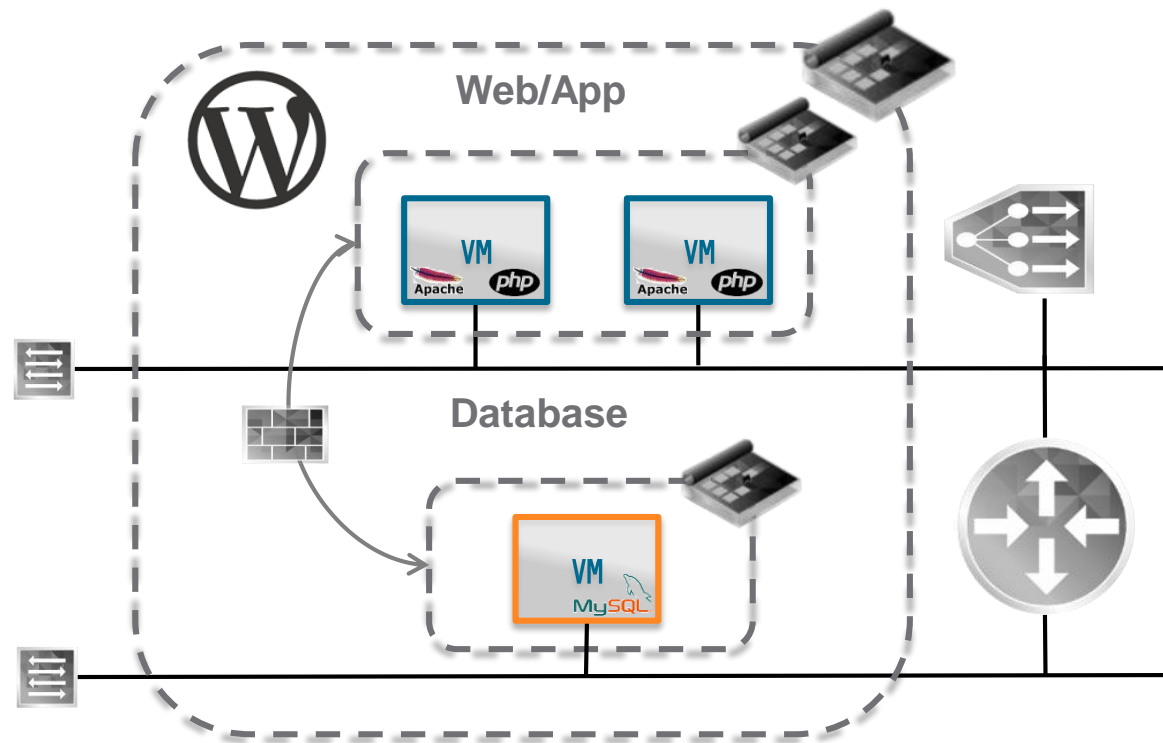 Web/App
W
VM
Apache php
VM
Apache php
Database
VM
MySQL